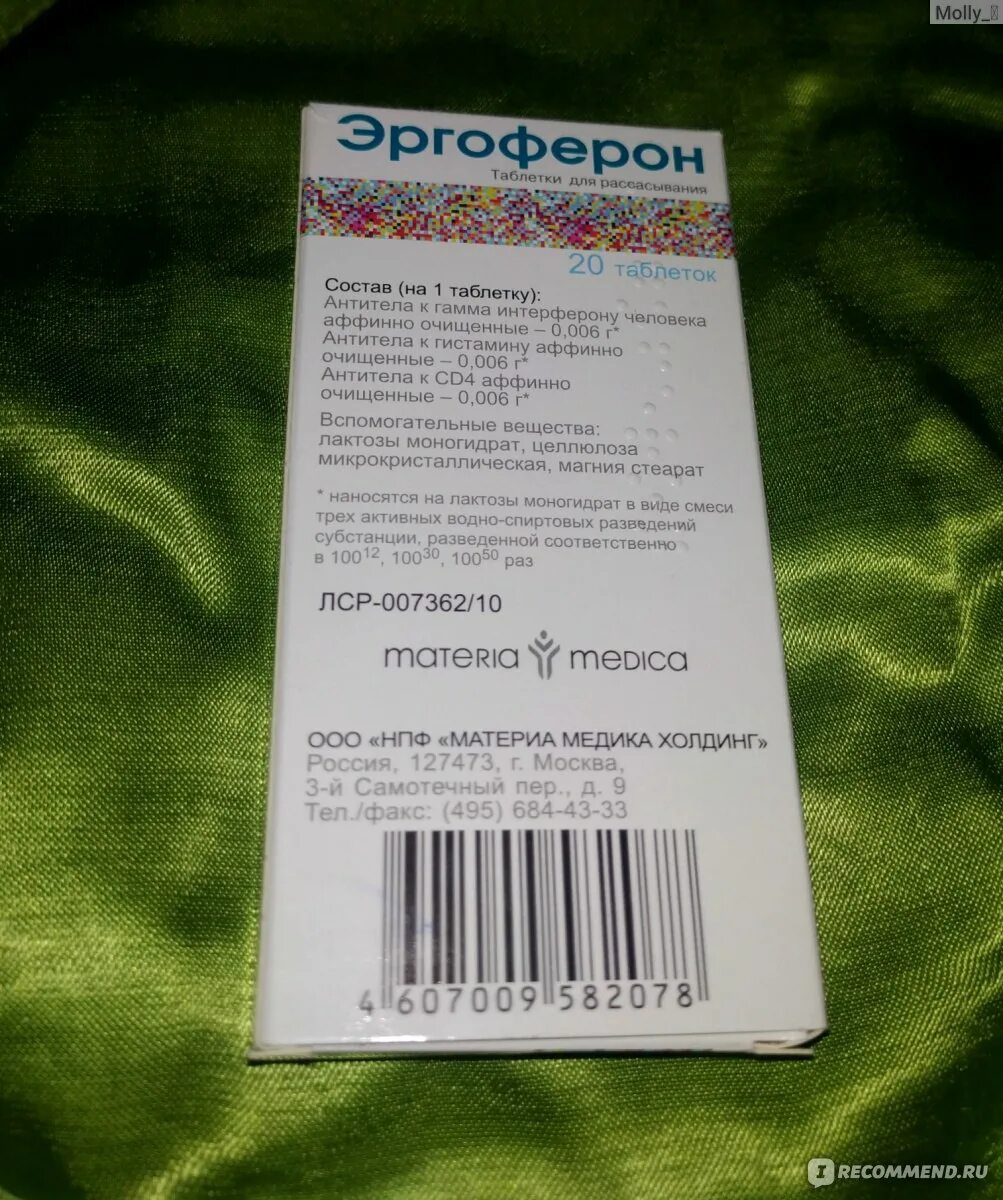 Molly_
Эргоферон
Таблетки для рассасывания
20 таблеток
Состав (на 1 таблетку):
Антитела к гамма интерферону человека
аффинно очищенные – 0,006 г*
Антитела к гистамину аффинно
очищенные – 0,006 г*
Антитела к CD4 аффинно
очищенные – 0,006 г*
Вспомогательные вещества:
лактозы моногидрат, целлюлоза
микрокристаллическая, магния стеарат
* наносятся на лактозы моногидрат в виде смеси
трех активных водно-спиртовых разведений
субстанции, разведенной соответственно
в 100¹², 100³⁰, 100⁵⁰ раз
ЛСР-007362/10
materia medica
ООО «НПФ «МАТЕРИА МЕДИКА ХОЛДИНГ»
Россия, 127473, г. Москва,
3-й Самотечный пер., д. 9
Тел./факс: (495) 684-43-33
4 607009 582078
IRECOMMEND.RU